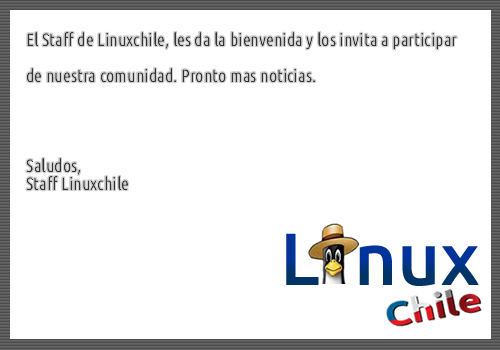 El Staff de Linuxchile, les da la bienvenida y los invita a participar
de nuestra comunidad. Pronto mas noticias.
Saludos,
Staff Linuxchile
Linux
Chile